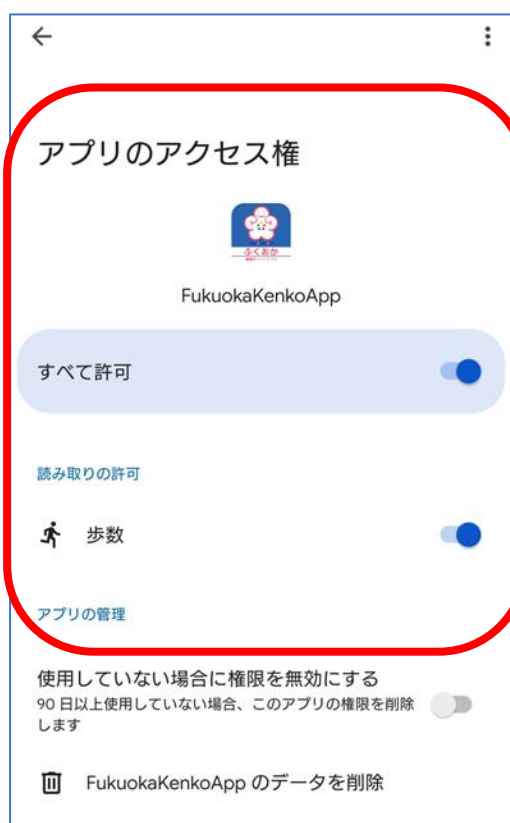 アプリのアクセス権
ふくおか
FukuokaKenkoApp
すべて許可
読み取りの許可
歩数
アプリの管理
使用していない場合に権限を無効にする
90 日以上使用していない場合、このアプリの権限を削除
します
FukuokaKenkoApp のデータを削除